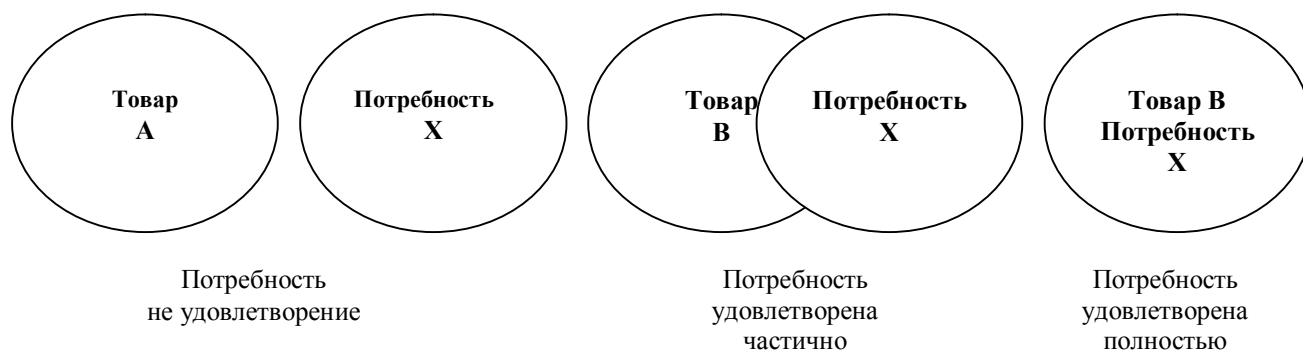 Товар
А
Потребность
Х
Товар
В
Потребность
Х
Товар В
Потребность
Х
Потребность
не удовлетворение
Потребность
удовлетворена
частично
Потребность
удовлетворена
полностью